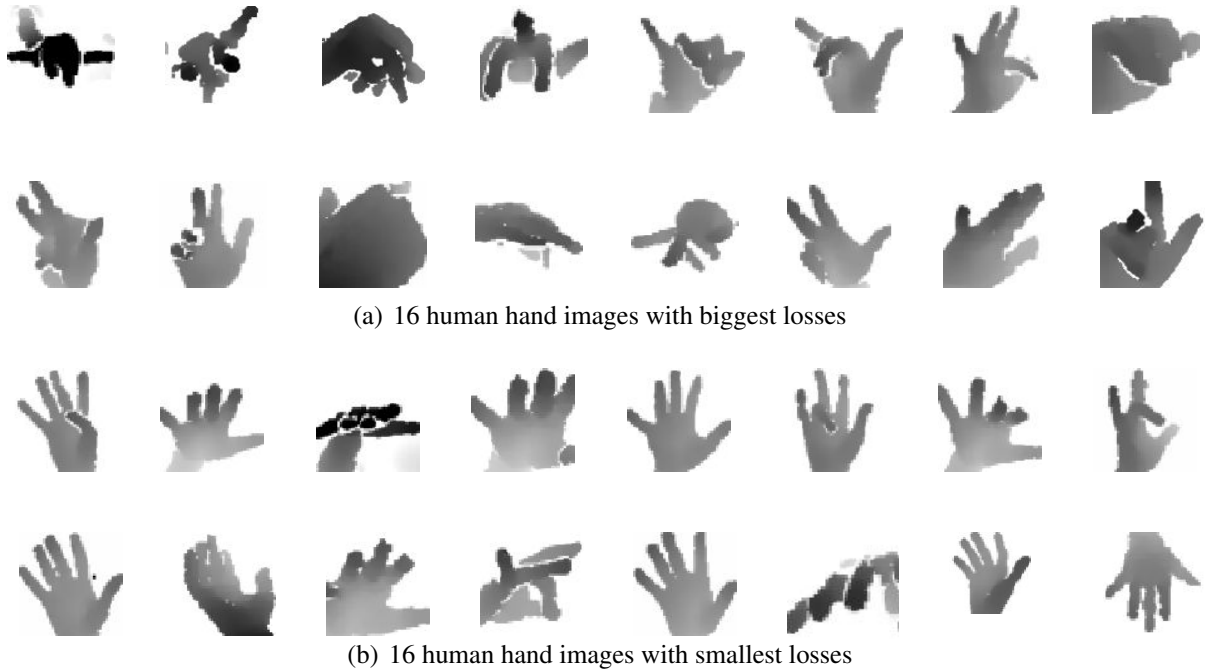 (a) 16 human hand images with biggest losses
(b) 16 human hand images with smallest losses